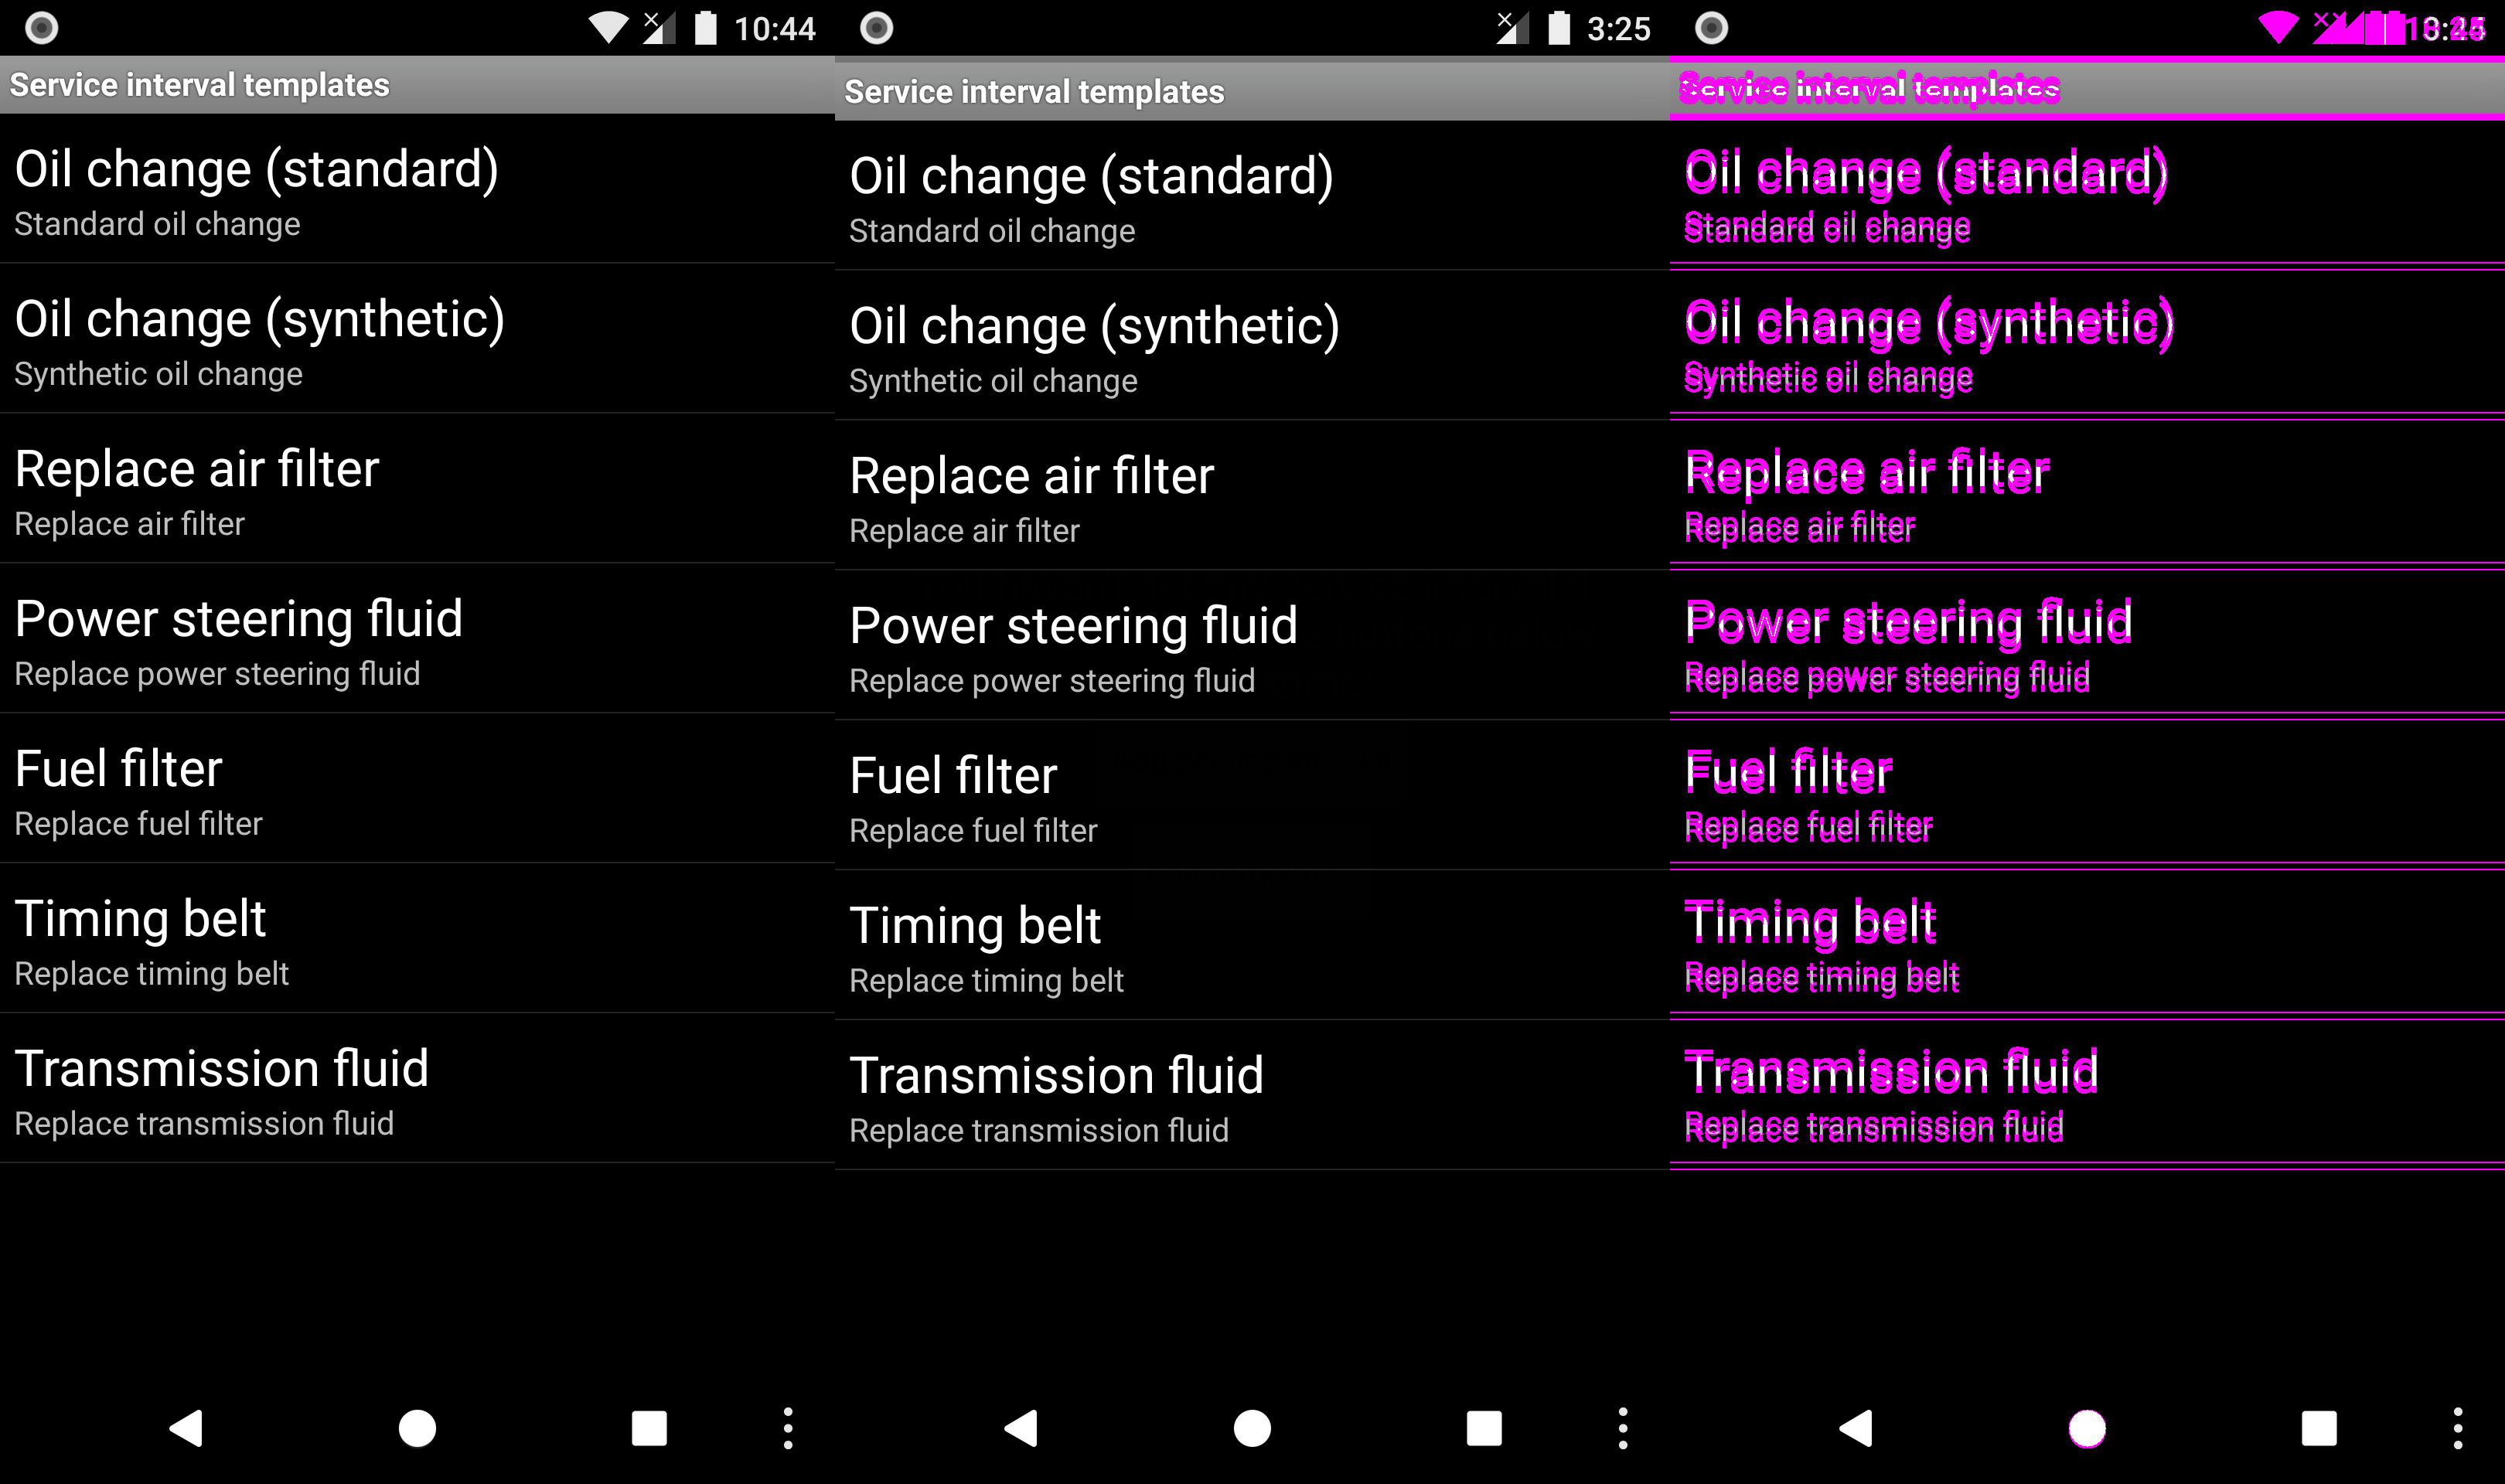 10:44
Service interval templates
Oil change (standard)
Standard oil change
Oil change (synthetic)
Synthetic oil change
Replace air filter
Replace air filter
Power steering fluid
Replace power steering fluid
Fuel filter
Replace fuel filter
Timing belt
Replace timing belt
Transmission fluid
Replace transmission fluid
3:25
Service interval templates
Oil change (standard)
Standard oil change
Oil change (synthetic)
Synthetic oil change
Replace air filter
Replace air filter
Power steering fluid
Replace power steering fluid
Fuel filter
Replace fuel filter
Timing belt
Replace timing belt
Transmission fluid
Replace transmission fluid
Service interval templates
Oil change (standard)
Standard oil change
Oil change (synthetic)
Synthetic oil change
Replace air filter
Replace air filter
Power steering fluid
Replace power steering fluid
Fuel filter
Replace fuel filter
Timing belt
Replace timing belt
Transmission fluid
Replace transmission fluid